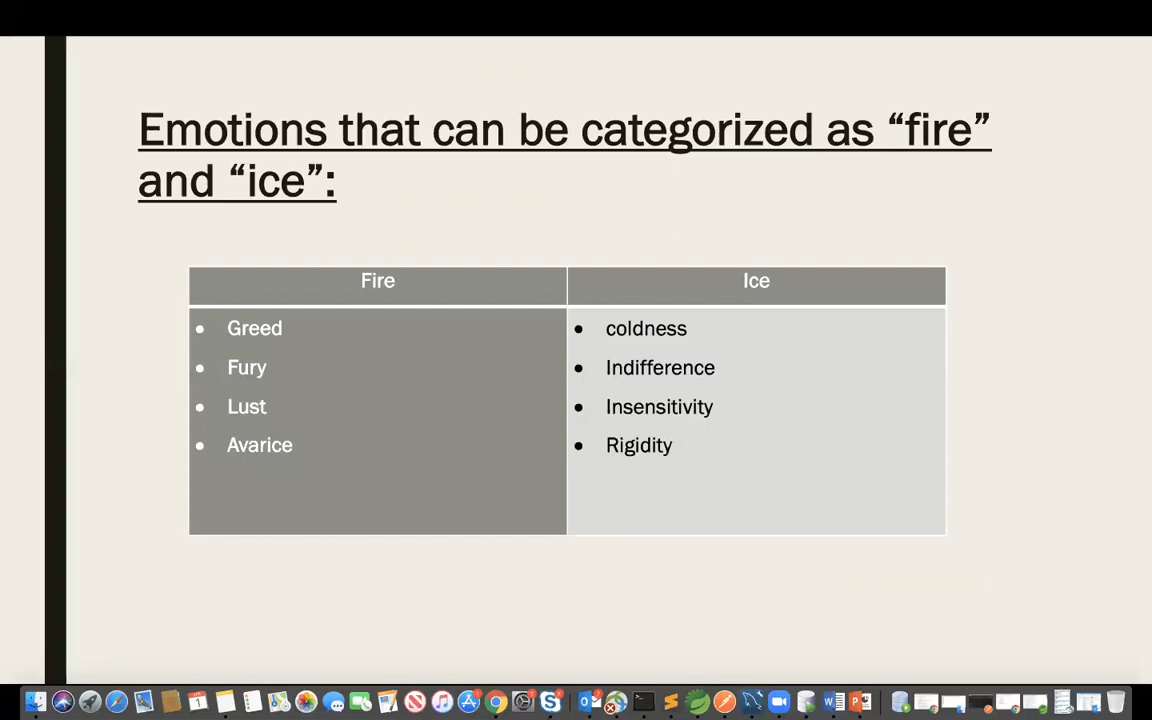 Emotions that can be categorized as “fire”
and “ice”:
Fire
Ice
• Greed
• Fury
• Lust
• Avarice
• coldness
• Indifference
• Insensitivity
• Rigidity